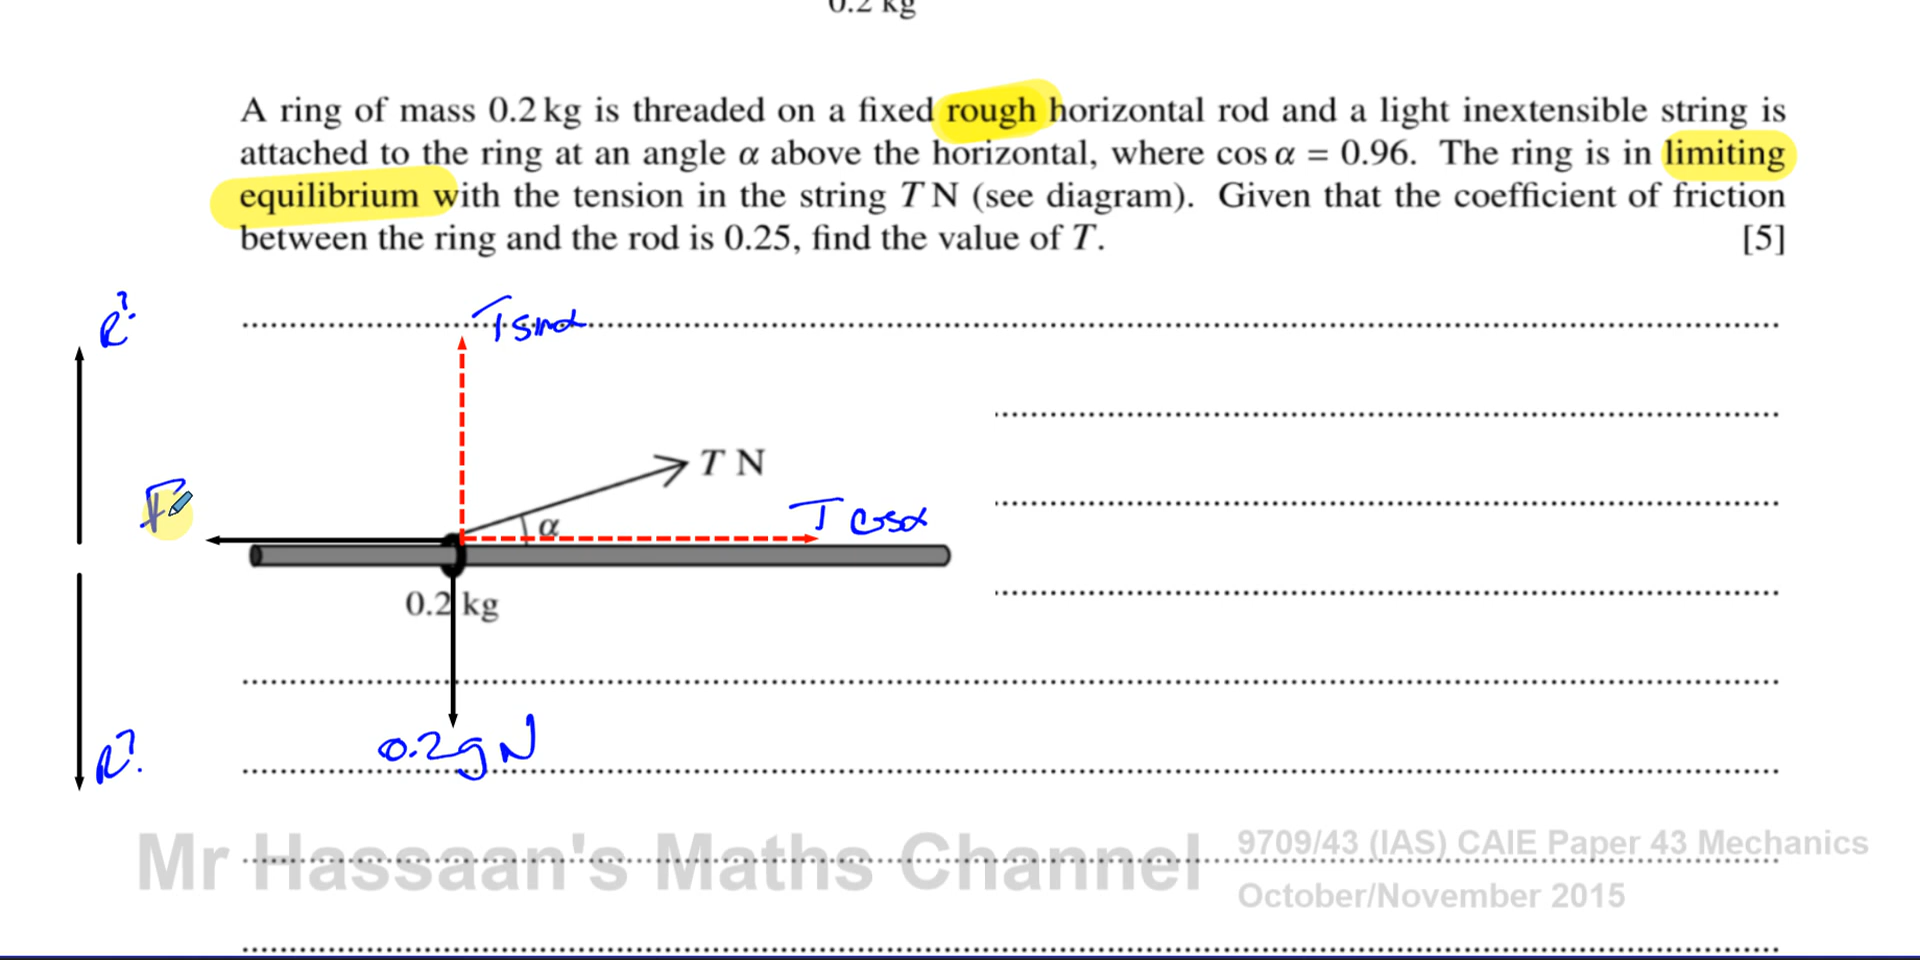 0.2 kg
A ring of mass 0.2 kg is threaded on a fixed rough horizontal rod and a light inextensible string is
attached to the ring at an angle α above the horizontal, where cos α = 0.96. The ring is in limiting
equilibrium with the tension in the string T N (see diagram). Given that the coefficient of friction
between the ring and the rod is 0.25, find the value of T. [5]
R?
T sinα
T N
F
α
T cosα
0.2 kg
R?
0.2g N
Mr Hassaan's Maths Channel
9709/43 (IAS) CAIE Paper 43 Mechanics
October/November 2015